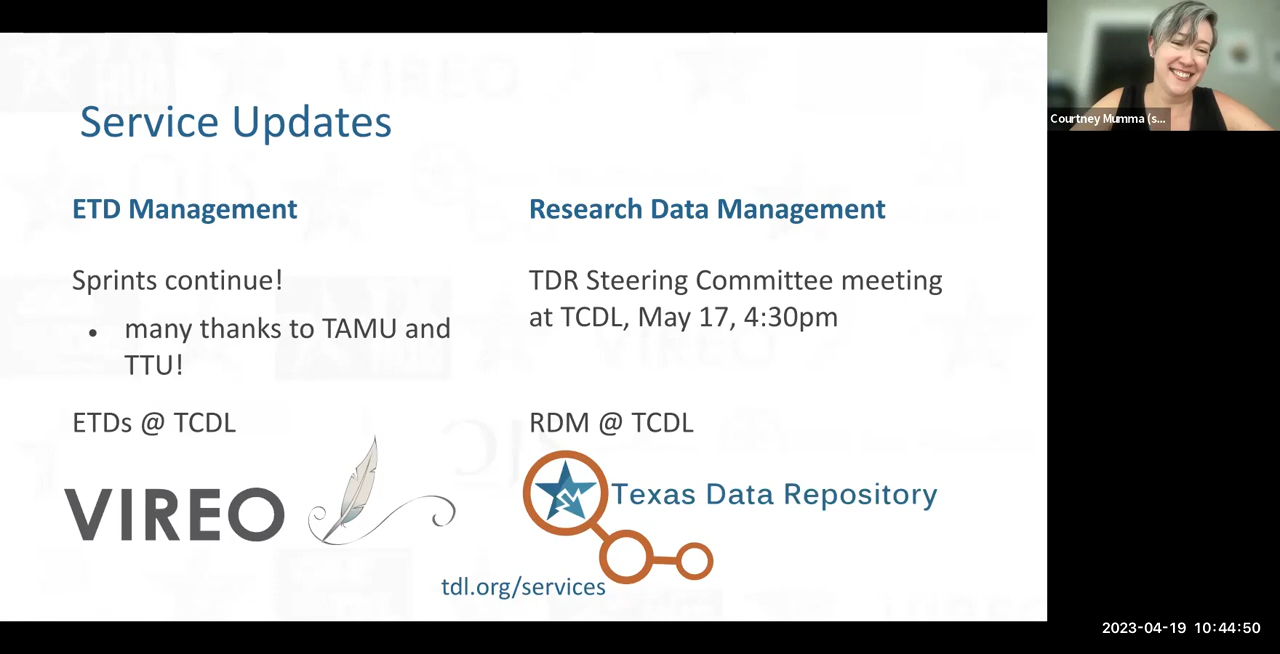 Service Updates
ETD Management
Sprints continue!
• many thanks to TAMU and
TTU!
ETDs @ TCDL
VIREO
Research Data Management
TDR Steering Committee meeting
at TCDL, May 17, 4:30pm
RDM @ TCDL
Texas Data Repository
tdl.org/services
Courtney Mumma (s...
2023-04-19 10:44:50